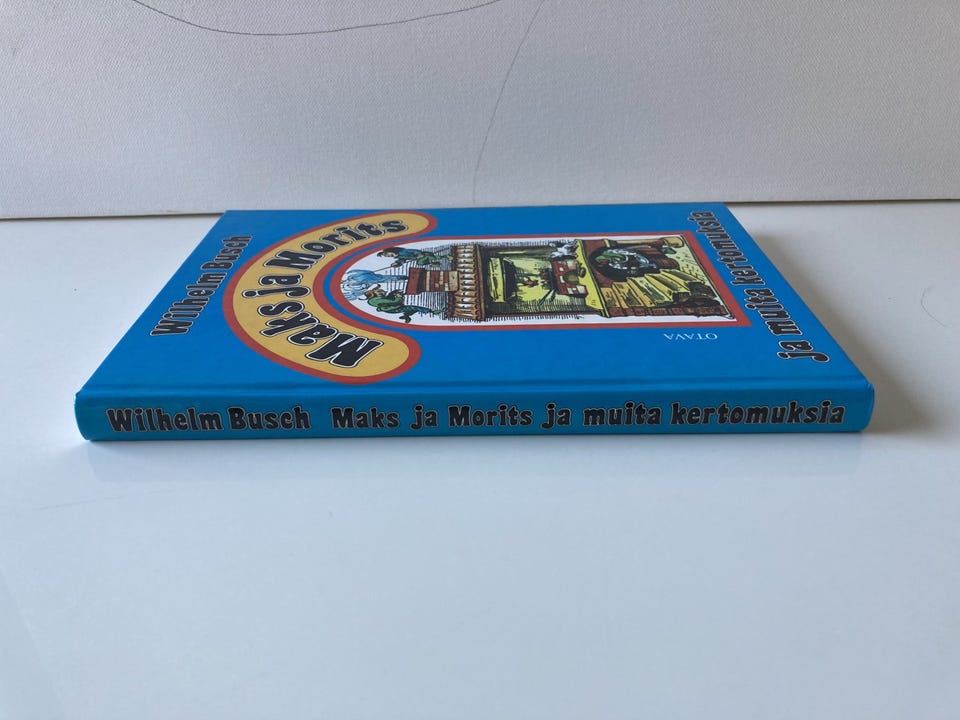 Wilhelm Busch
Maks ja Morits
ja muita kertomuksia
OTAVA
Wilhelm Busch Maks ja Morits ja muita kertomuksia